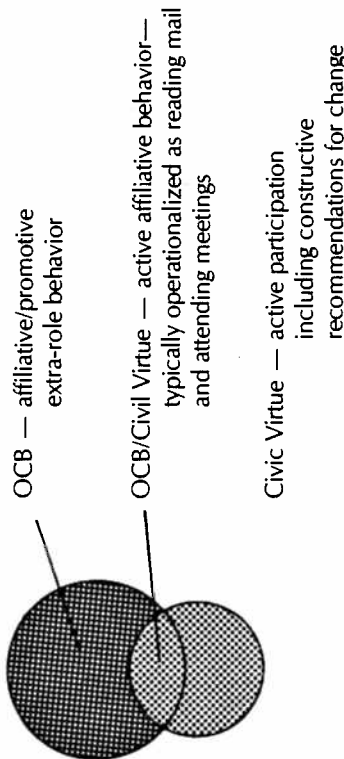 OCB — affiliative/promotive
extra-role behavior
OCB/Civil Virtue — active affiliative behavior—
typically operationalized as reading mail
and attending meetings
Civic Virtue — active participation
including constructive
recommendations for change